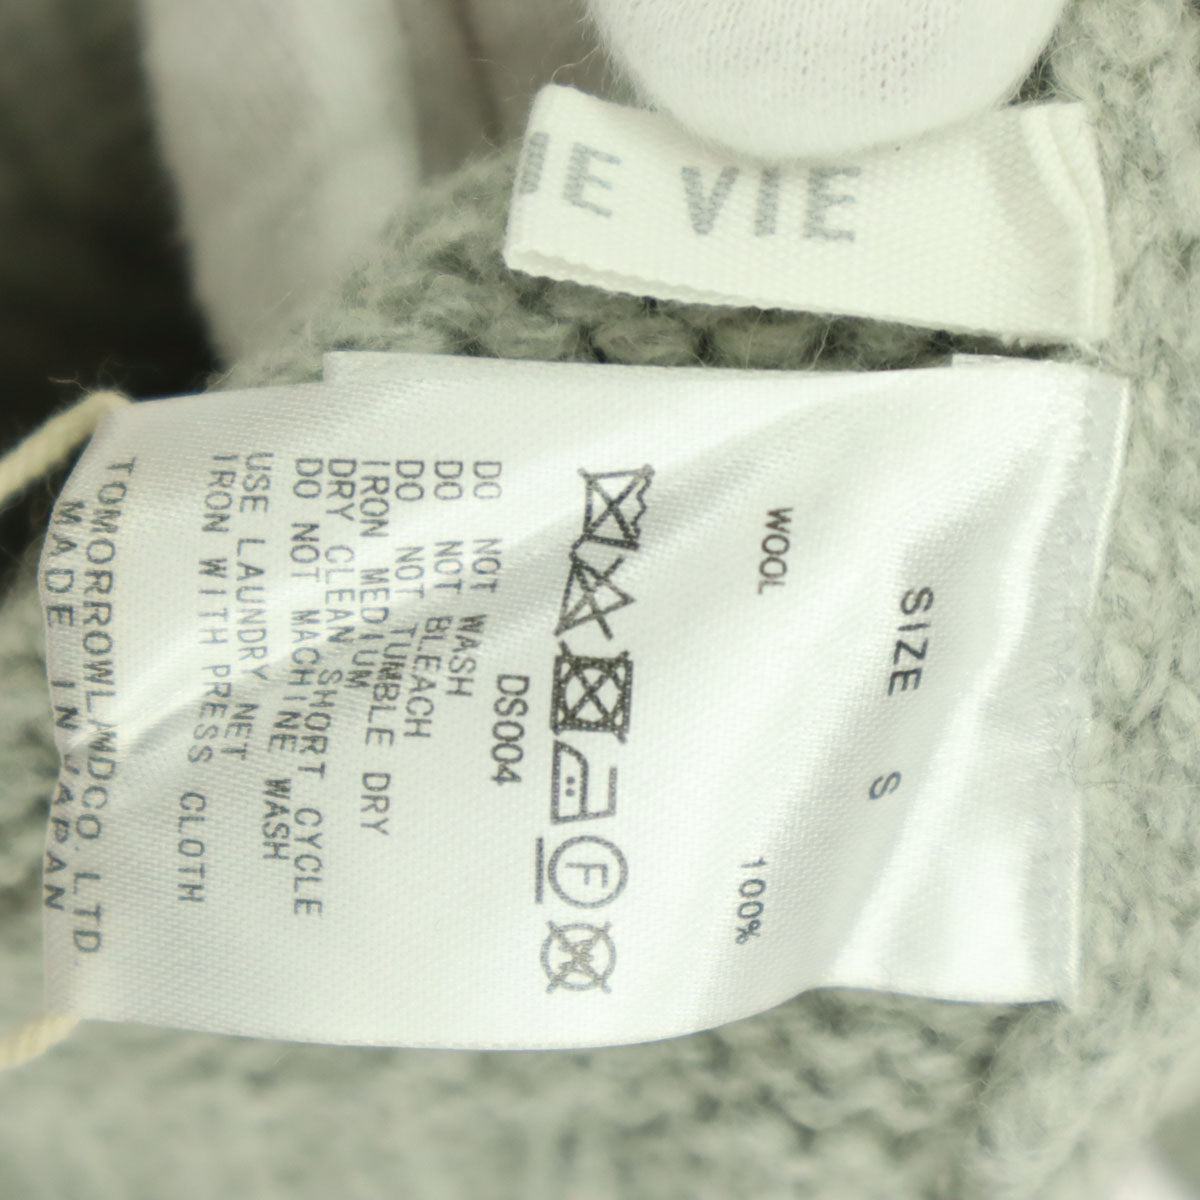 E VIE
SIZE S
WOOL 100%
F
DS004
DO NOT WASH
DO NOT BLEACH
DO NOT TUMBLE DRY
IRON MEDIUM
DRY CLEAN SHORT CYCLE
DO NOT MACHINE WASH
USE LAUNDRY NET
IRON WITH PRESS CLOTH
TOMORROWLANDCO.LTD.
MADE IN JAPAN